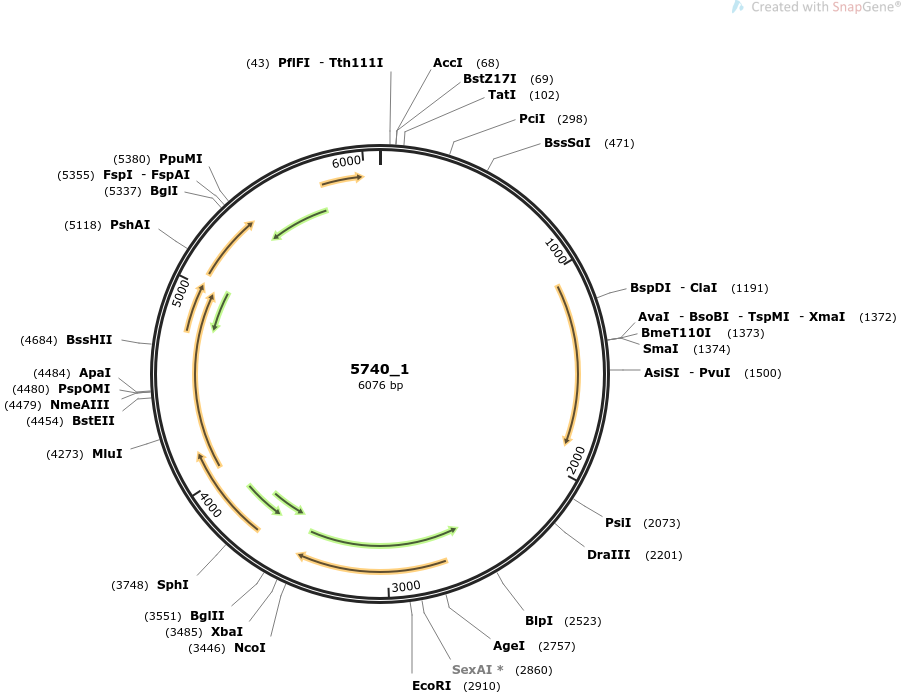 Created with SnapGene®
(43) PflFI - Tth111I
AccI (68)
BstZ17I (69)
TatI (102)
PciI (298)
BssSαI (471)
(5380) PpuMI
(5355) FspI - FspAI
(5337) BglI
(5118) PshAI
6000
1000
5000
BspDI - ClaI (1191)
AvaI - BsoBI - TspMI - XmaI (1372)
BmeT110I (1373)
SmaI (1374)
AsiSI - PvuI (1500)
(4684) BssHII
(4484) ApaI
(4480) PspOMI
(4479) NmeAIII
(4454) BstEII
(4273) MluI
5740_1
6076 bp
2000
4000
3000
PsiI (2073)
DraIII (2201)
(3748) SphI
(3551) BglII
(3485) XbaI
(3446) NcoI
BlpI (2523)
AgeI (2757)
SexAI * (2860)
EcoRI (2910)